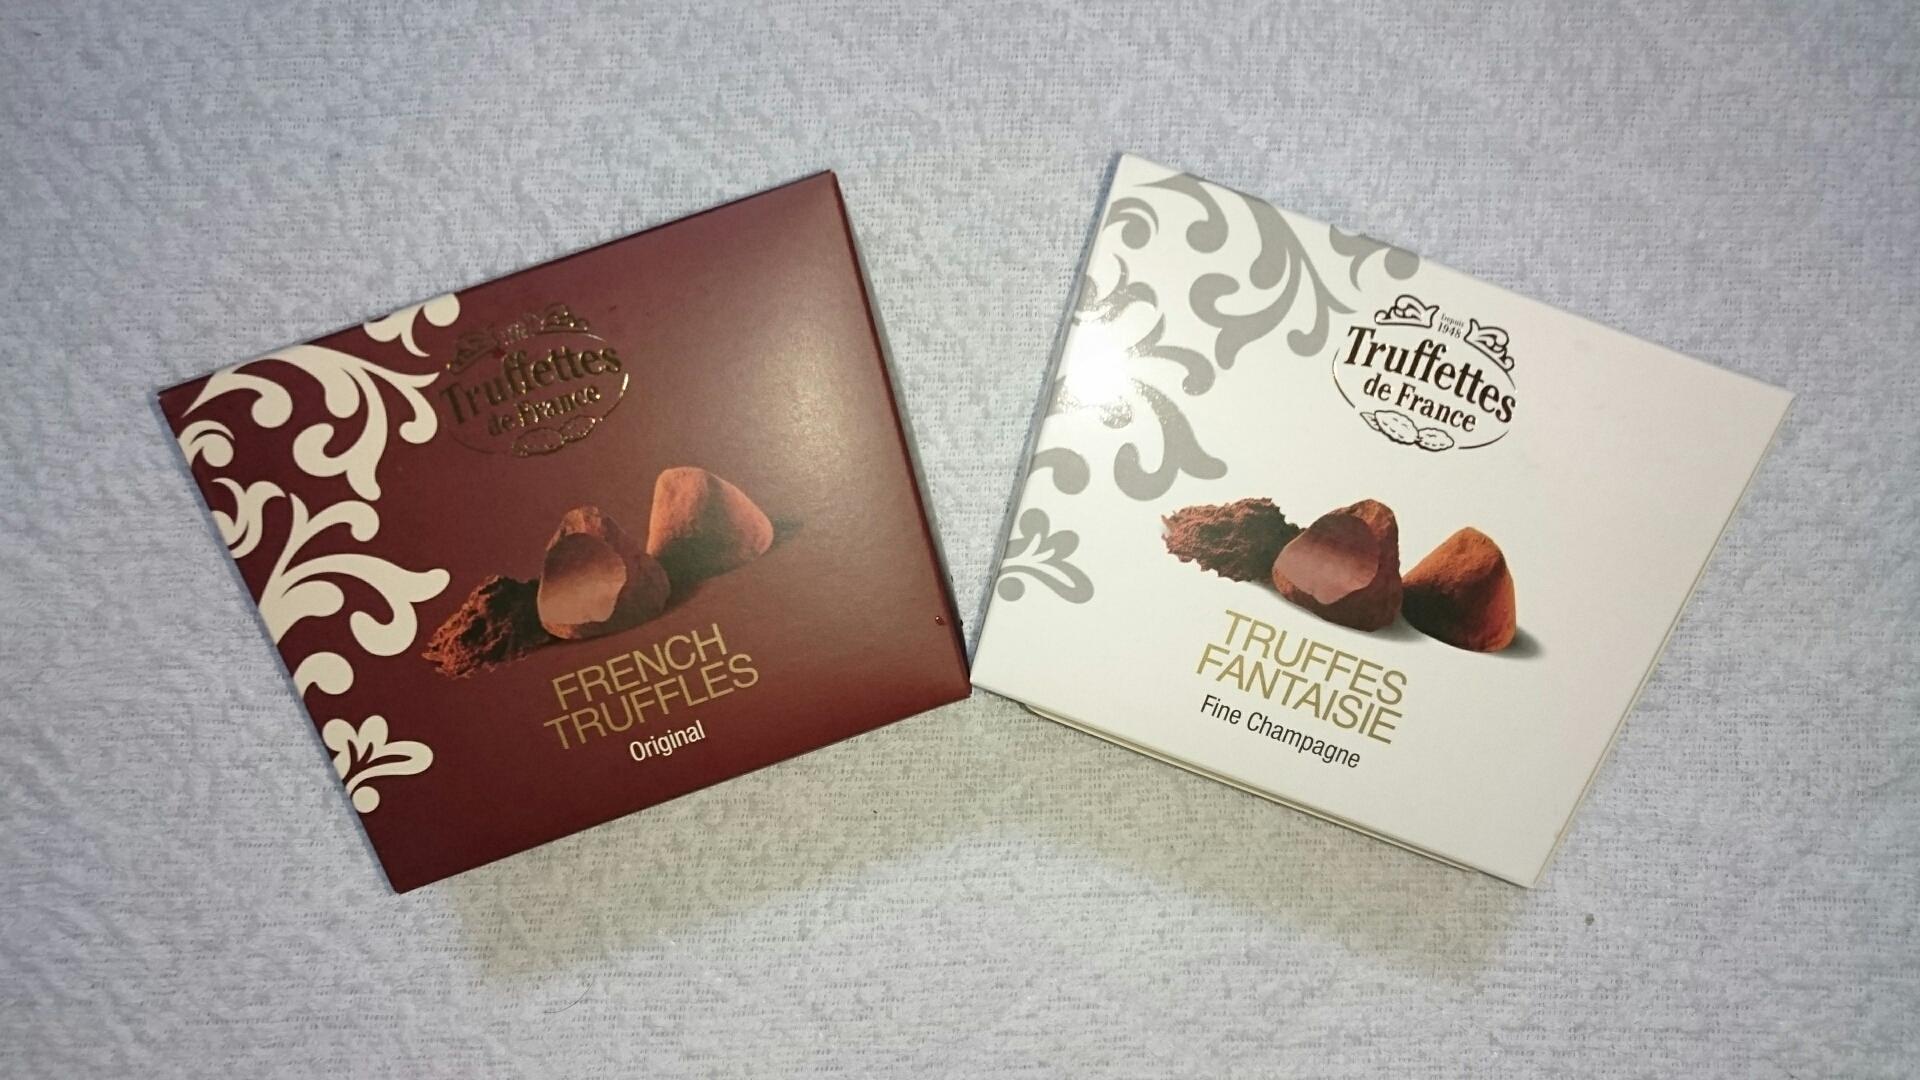 Truffettes
de France
FRENCH
TRUFFLES
Original
Depuis
1948
Truffettes
de France
TRUFFES
FANTAISIE
Fine Champagne